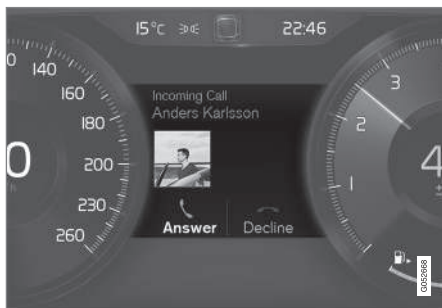 15°C 22:46
0
140
160
180
200
230
260
0
h
Incoming Call
Anders Karlsson
Answer Decline
3
2
1
4
±
G052668